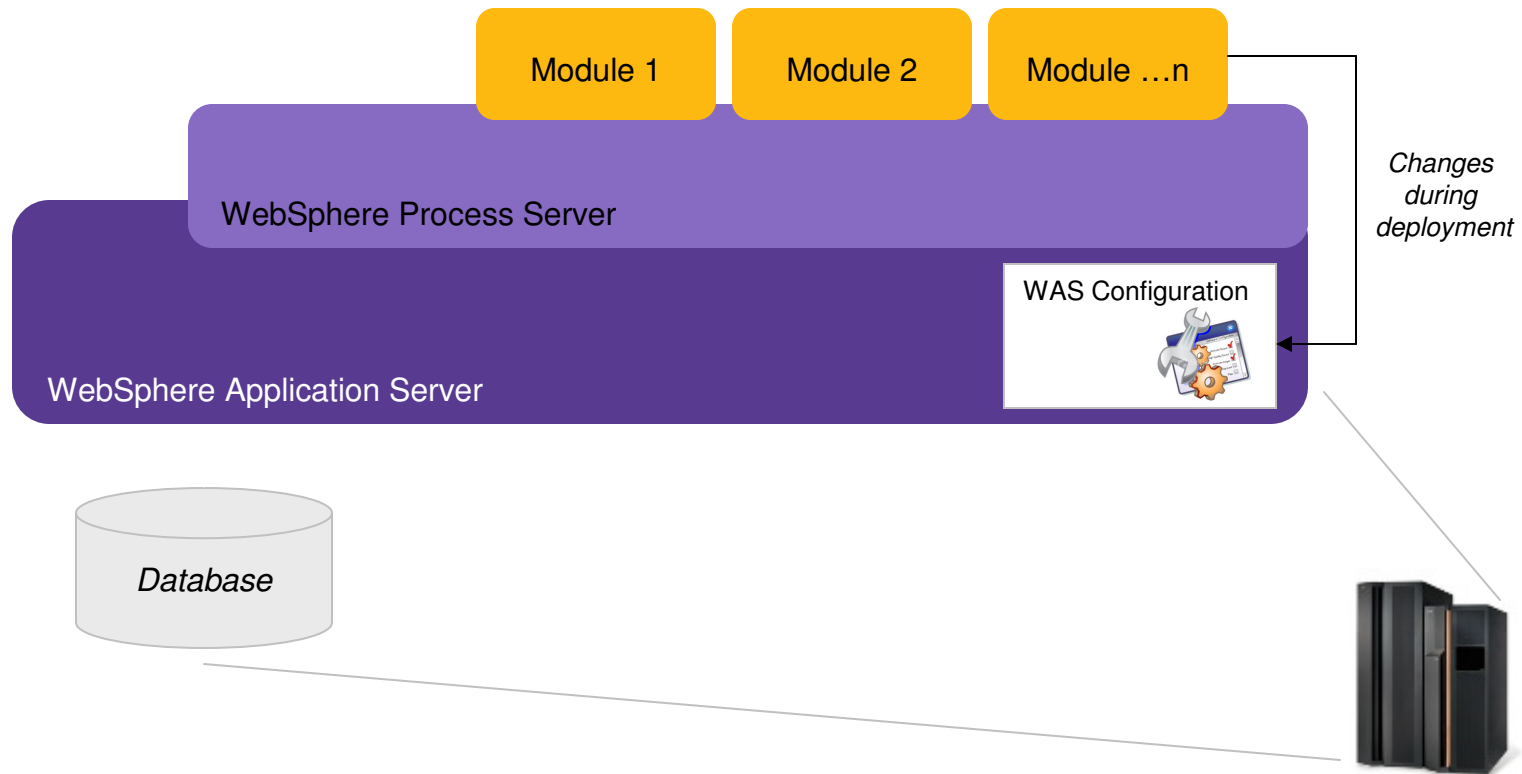 Module 1
Module 2
Module …n
Changes
during
deployment
WebSphere Process Server
WAS Configuration
WebSphere Application Server
Database